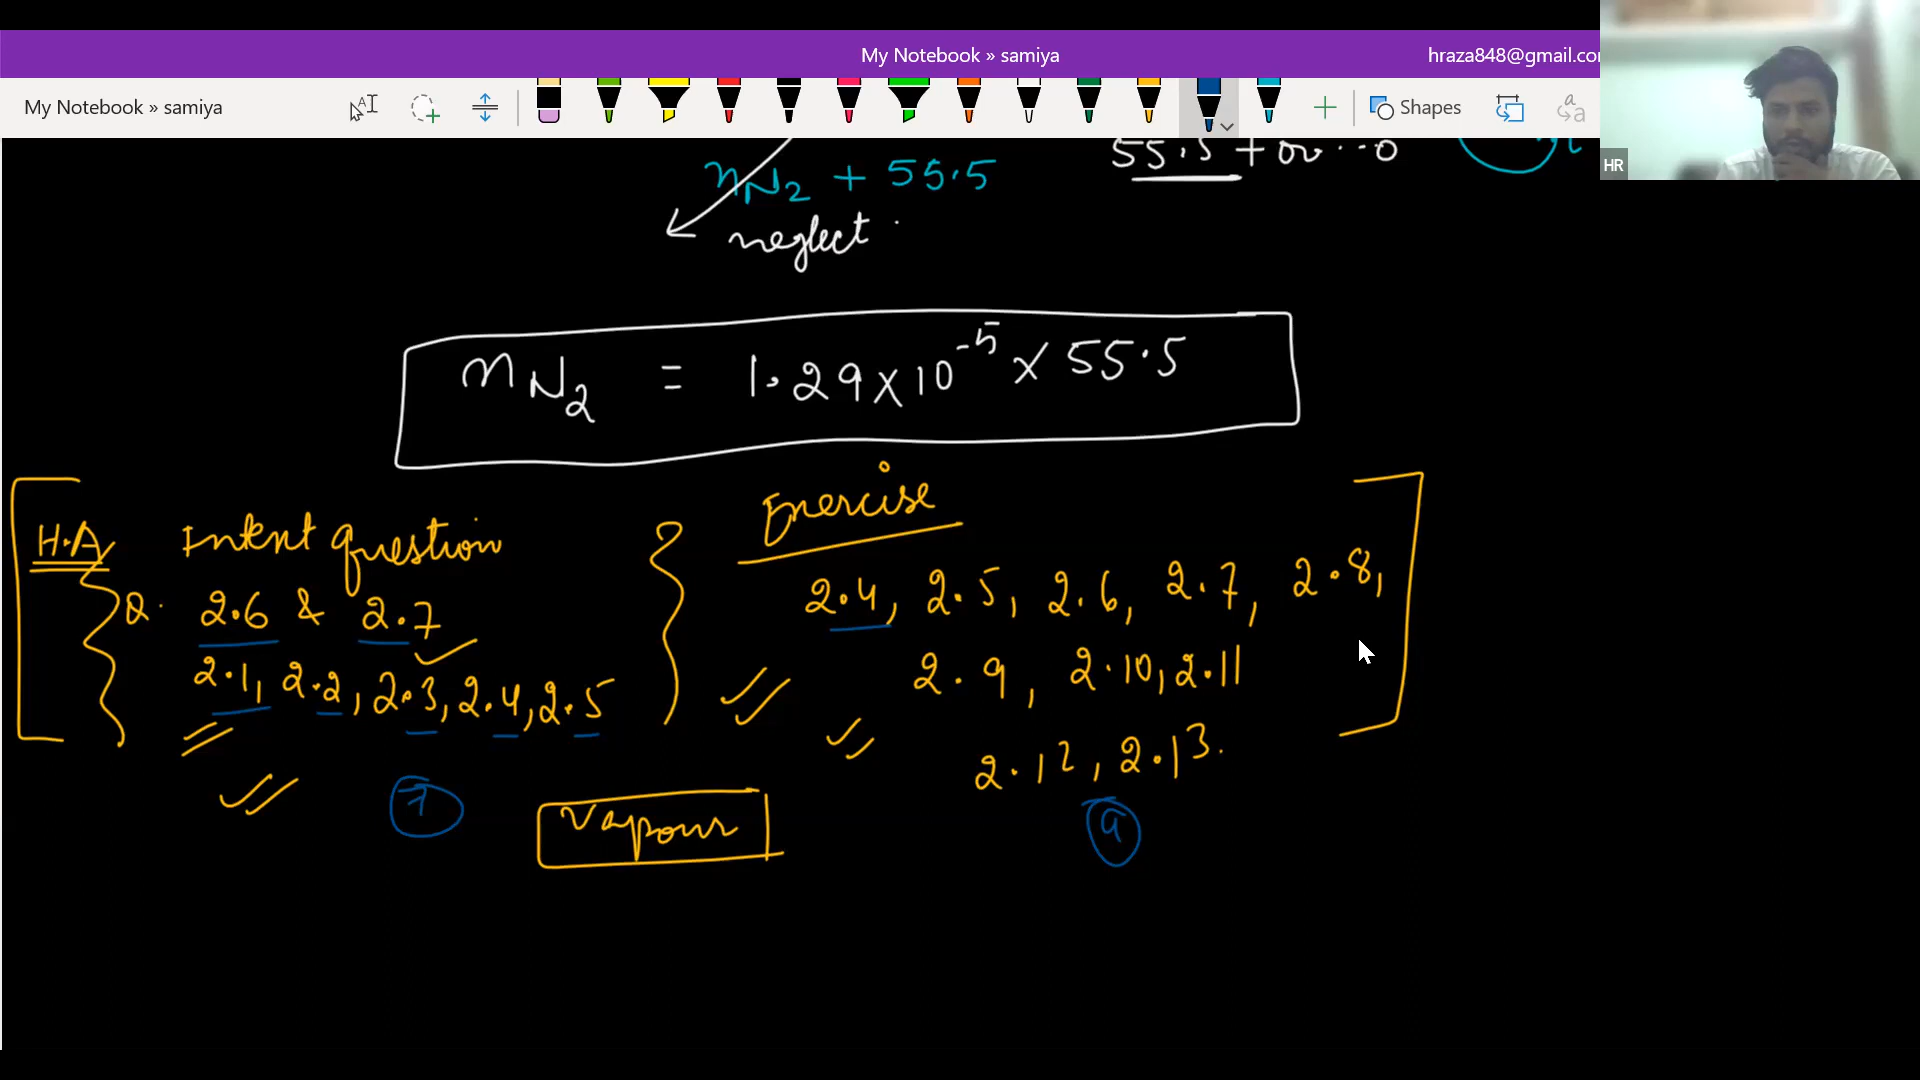 My Notebook » samiya
hraza848@gmail.co
My Notebook » samiya
Shapes
HR
nN2 + 55.5
55.5 +
neglect
nN2 = 1.29×10-5 × 55.5
H.A Intext question
Q. 2.6 & 2.7
2.1, 2.2, 2.3, 2.4, 2.5
7
Exercise
2.4, 2.5, 2.6, 2.7, 2.8,
2.9, 2.10, 2.11
2.12, 2.13.
9
Vapour